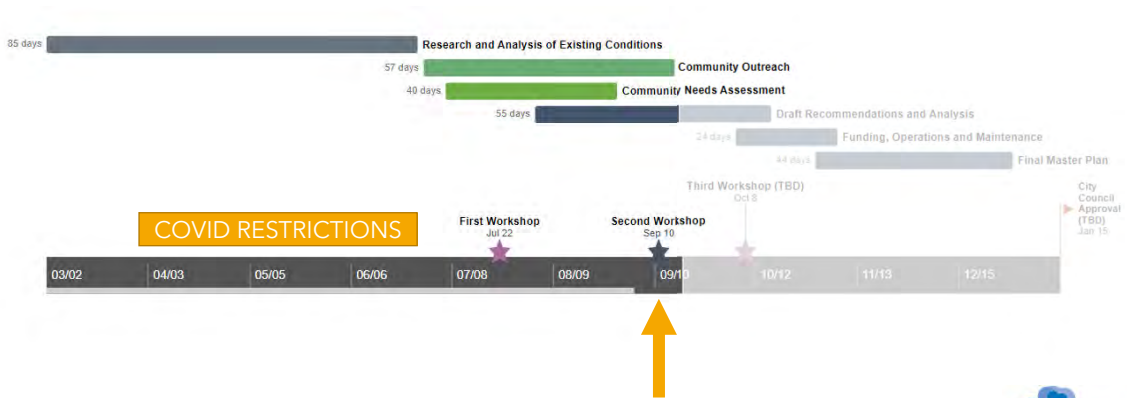 85 days Research and Analysis of Existing Conditions
57 days Community Outreach
40 days Community Needs Assessment
55 days Draft Recommendations and Analysis
24 days Funding, Operations and Maintenance
44 days Final Master Plan
Third Workshop (TBD)
Oct 8
City
Council
Approval
(TBD)
Jan 15
COVID RESTRICTIONS
First Workshop
Jul 22
Second Workshop
Sep 10
03/02 04/03 05/05 06/06 07/08 08/09 09/10 10/12 11/13 12/15